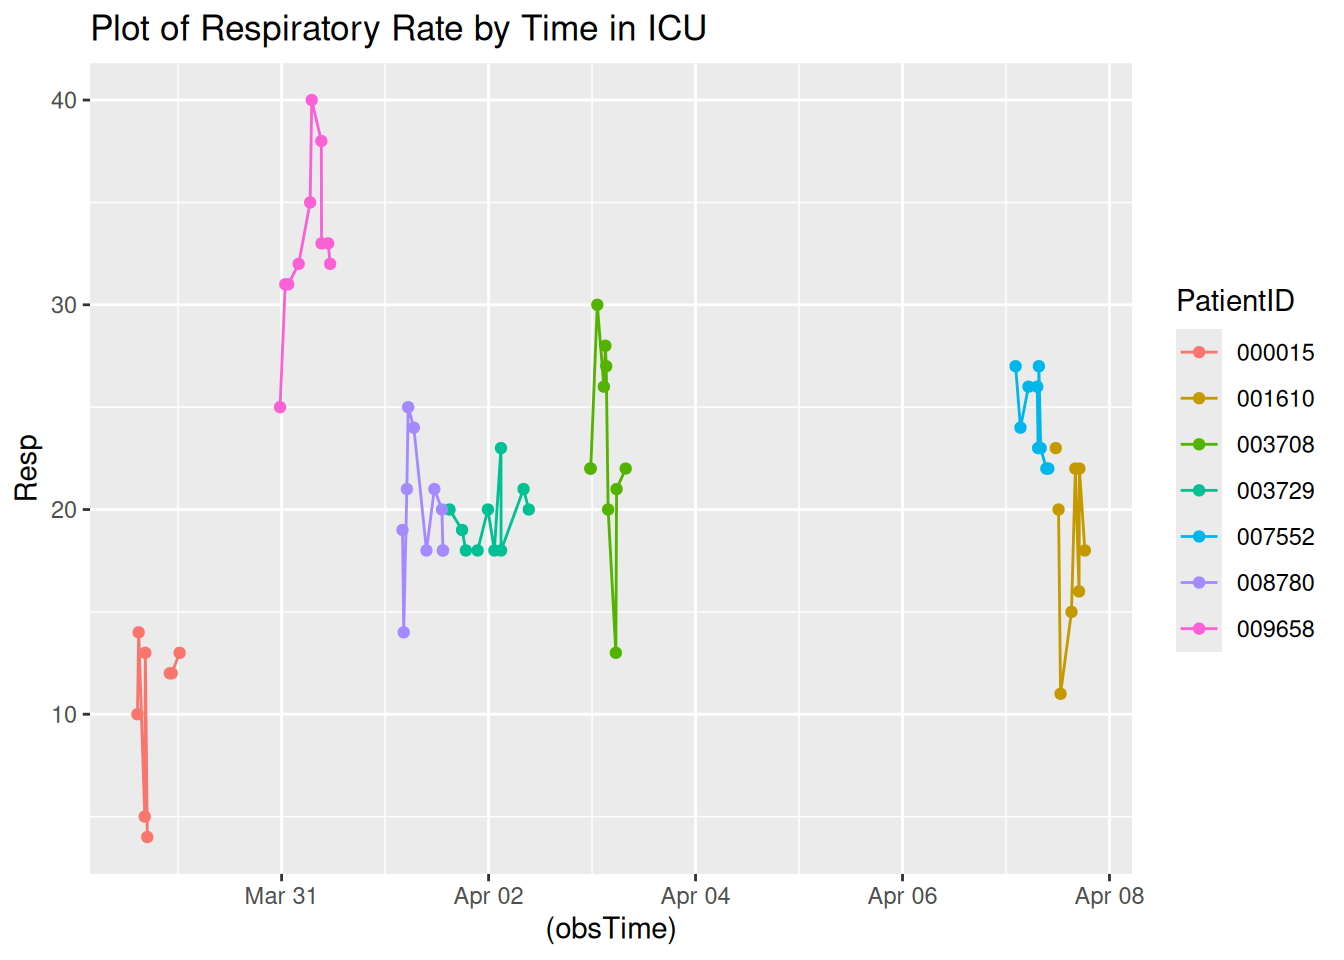 Plot of Respiratory Rate by Time in ICU
Resp
40
30
20
10
Mar 31
Apr 02
Apr 04
Apr 06
Apr 08
(obsTime)
PatientID
000015
001610
003708
003729
007552
008780
009658